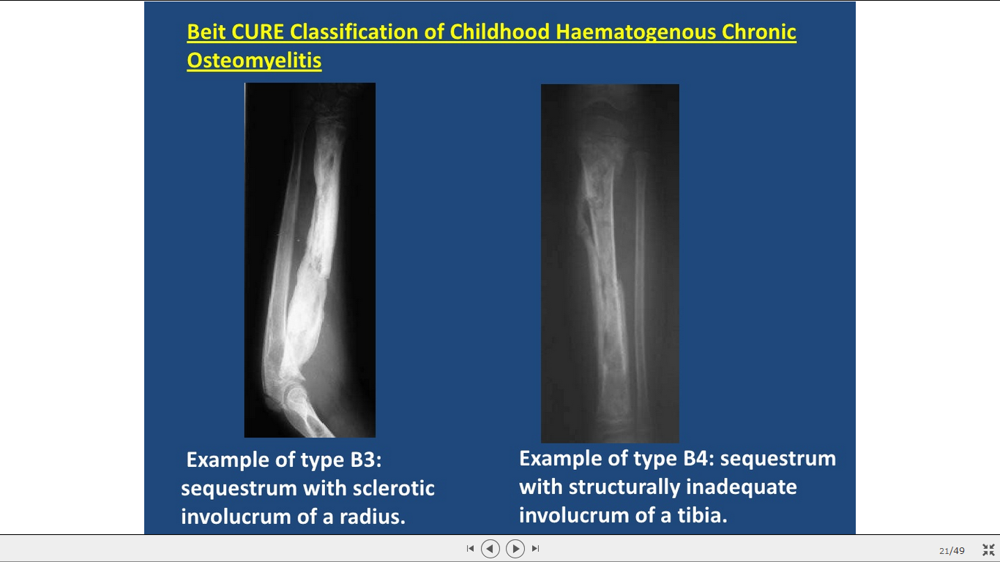 Beit CURE Classification of Childhood Haematogenous Chronic
Osteomyelitis
Example of type B3:
sequestrum with sclerotic
involucrum of a radius.
Example of type B4: sequestrum
with structurally inadequate
involucrum of a tibia.
21/49